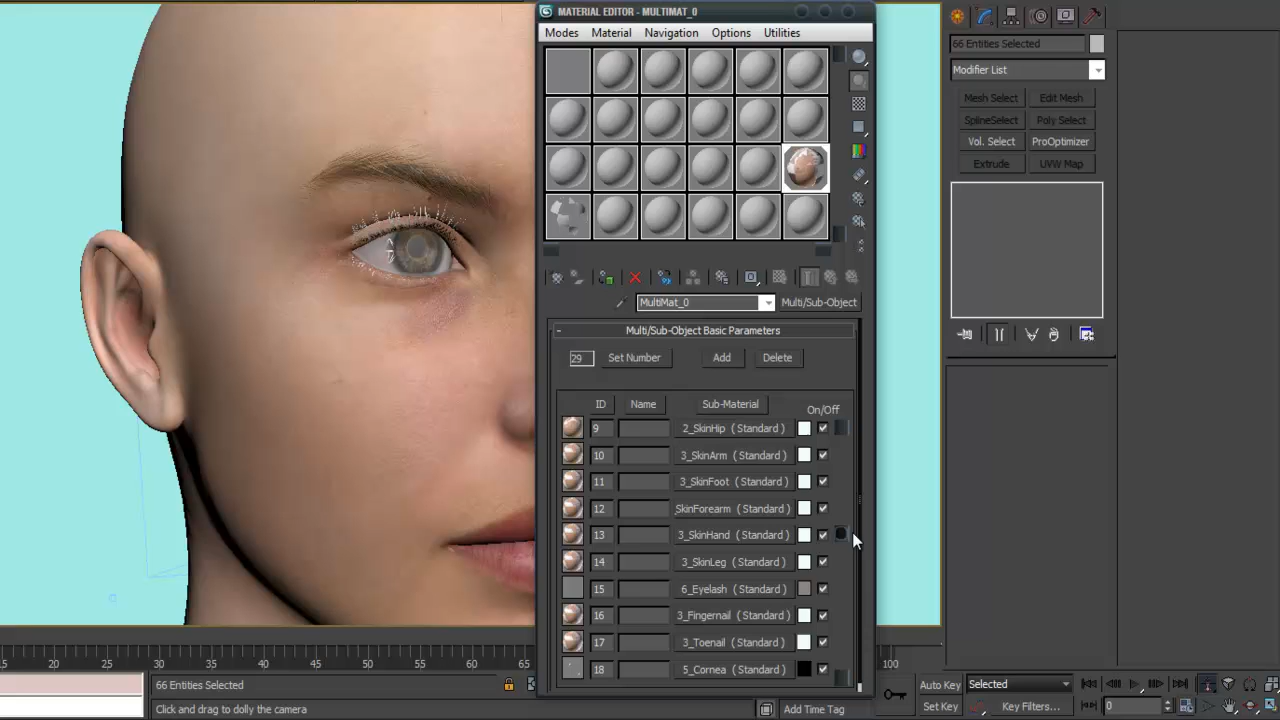 MATERIAL EDITOR - MULTIMAT_0
Modes Material Navigation Options Utilities
66 Entities Selected
Modifier List
Mesh Select Edit Mesh
SplineSelect Poly Select
Vol. Select ProOptimizer
Extrude UVW Map
MultiMat_0 Multi/Sub-Object
- Multi/Sub-Object Basic Parameters
29 Set Number Add Delete
ID Name Sub-Material On/Off
9 2_SkinHip (Standard)
10 3_SkinArm (Standard)
11 3_SkinFoot (Standard)
12 SkinForearm (Standard)
13 3_SkinHand (Standard)
14 3_SkinLeg (Standard)
15 6_Eyelash (Standard)
16 3_Fingernail (Standard)
17 3_Toenail (Standard)
18 5_Cornea (Standard)
15 20 25 30 35 40 45 50 55 60 65 100
66 Entities Selected
Auto Key Selected
Click and drag to dolly the camera
Add Time Tag
Set Key Key Filters... 0